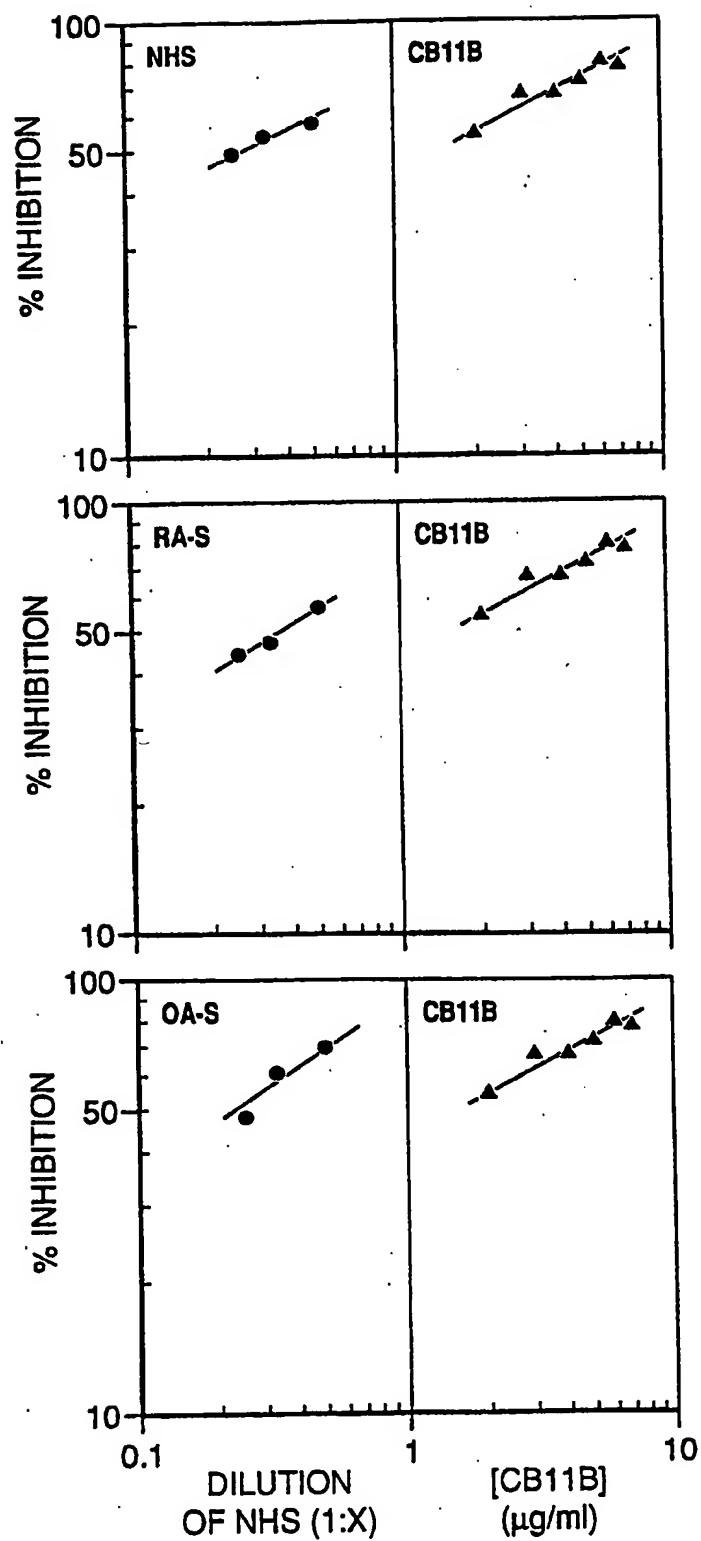 100
NHS
CB11B
50
% INHIBITION
10
100
RA-S
CB11B
50
% INHIBITION
10
100
OA-S
CB11B
50
% INHIBITION
10
0.1
1
10
DILUTION
OF NHS (1:X)
[CB11B]
(µg/ml)